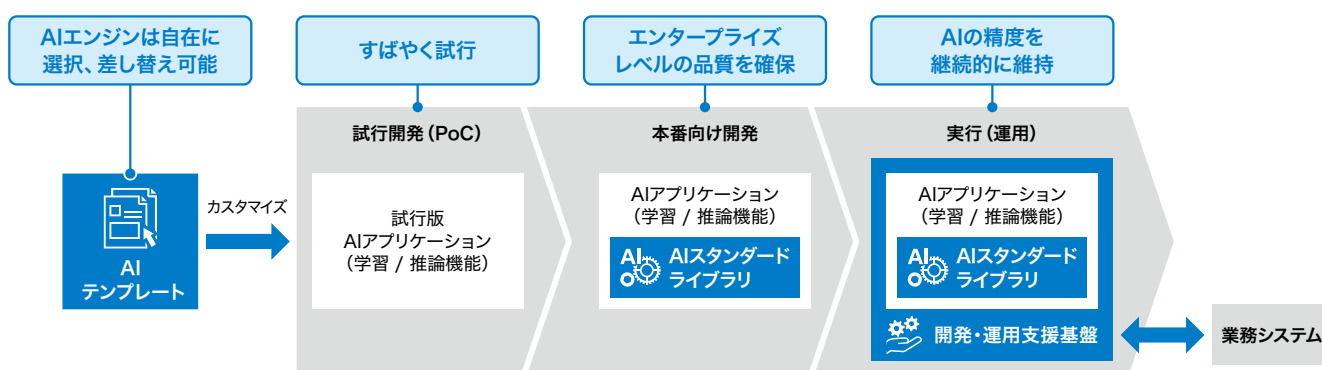 AIエンジンは自在に
選択、差し替え可能
すばやく試行
エンタープライズ
レベルの品質を確保
AIの精度を
継続的に維持
試行開発（PoC）
本番向け開発
実行（運用）
AI
テンプレート
カスタマイズ
試行版
AIアプリケーション
（学習 / 推論機能）
AIアプリケーション
（学習 / 推論機能）
AI
AIスタンダード
ライブラリ
AIアプリケーション
（学習 / 推論機能）
AI
AIスタンダード
ライブラリ
開発・運用支援基盤
業務システム